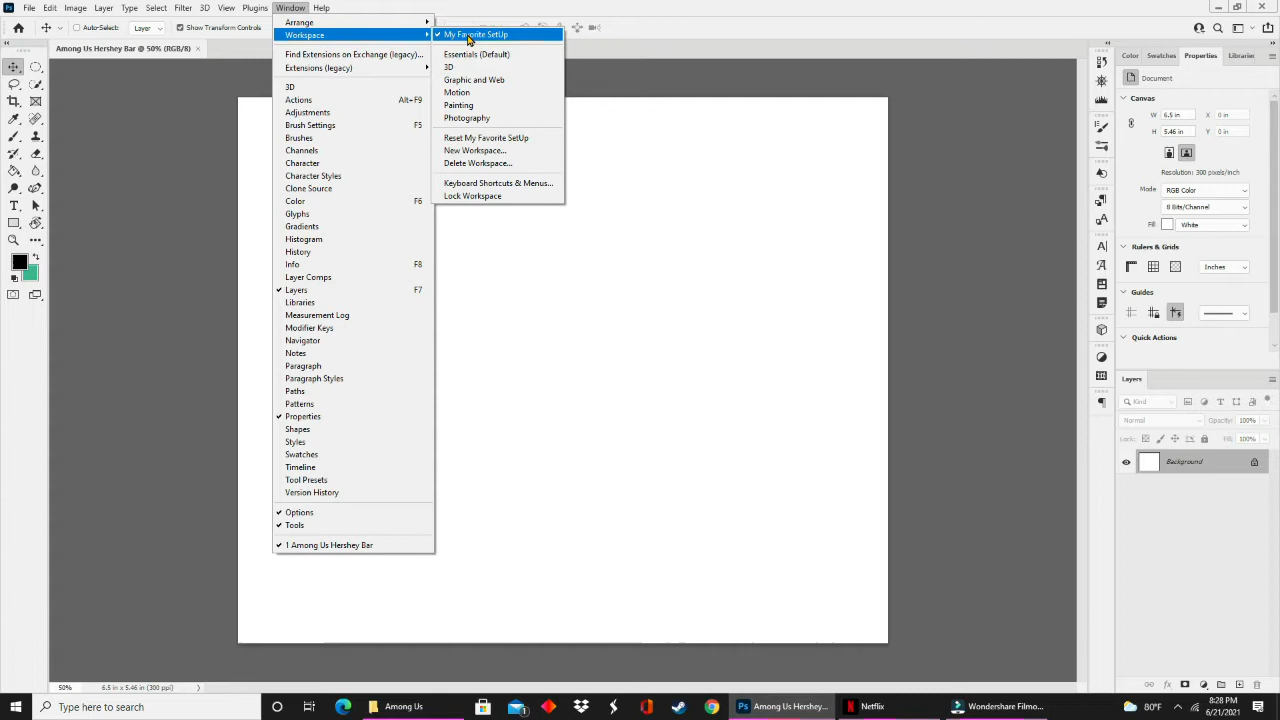 Ps File Edit Image Layer Type Select Filter 3D View Plugins Window Help
Auto-Select: Layer Show Transform Controls
Among Us Hershey Bar @ 50% (RGB/8) ×
Arrange
Workspace
Find Extensions on Exchange (legacy)...
Extensions (legacy)
3D
Actions Alt+F9
Adjustments
Brush Settings F5
Brushes
Channels
Character
Character Styles
Clone Source
Color F6
Glyphs
Gradients
Histogram
History
Info F8
Layer Comps
Layers F7
Libraries
Measurement Log
Modifier Keys
Navigator
Notes
Paragraph
Paragraph Styles
Paths
Patterns
Properties
Shapes
Styles
Swatches
Timeline
Tool Presets
Version History
Options
Tools
1 Among Us Hershey Bar
My Favorite SetUp
Essentials (Default)
3D
Graphic and Web
Motion
Painting
Photography
Reset My Favorite SetUp
New Workspace...
Delete Workspace...
Keyboard Shortcuts & Menus...
Lock Workspace
Color Swatches Properties Libraries
Document
Canvas
W 6.5 in X 0 in
H 5.46 in Y 0 in
Resolution: 300 pixels/inch
Mode RGB Color
8 Bits/Channel
Fill White
Rulers & Grids
Inches
Guides
Quick Actions
Layers
Kind
Normal Opacity: 100%
Lock: Fill: 100%
Background
50% 6.5 in x 5.46 in (300 ppi)
Type here to search
Among Us
1
Among Us Hershey...
Netflix
Wondershare Filmo...
80°F
8:28 PM
6/21/2021